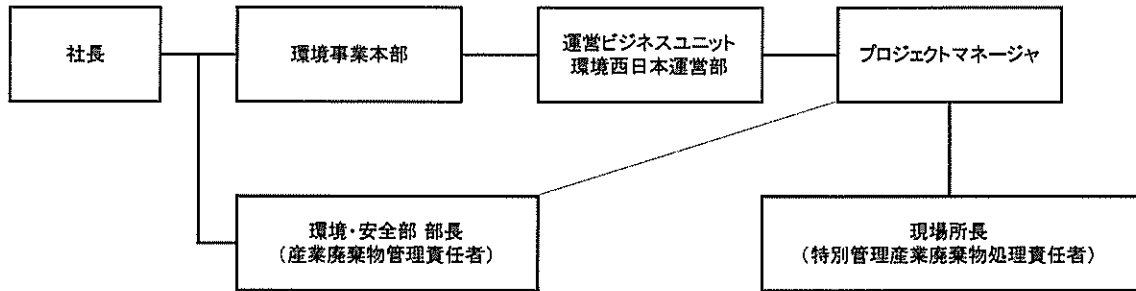 社長
環境事業本部
運営ビジネスユニット
環境西日本運営部
プロジェクトマネージャ
環境・安全部 部長
（産業廃棄物管理責任者）
現場所長
（特別管理産業廃棄物処理責任者）